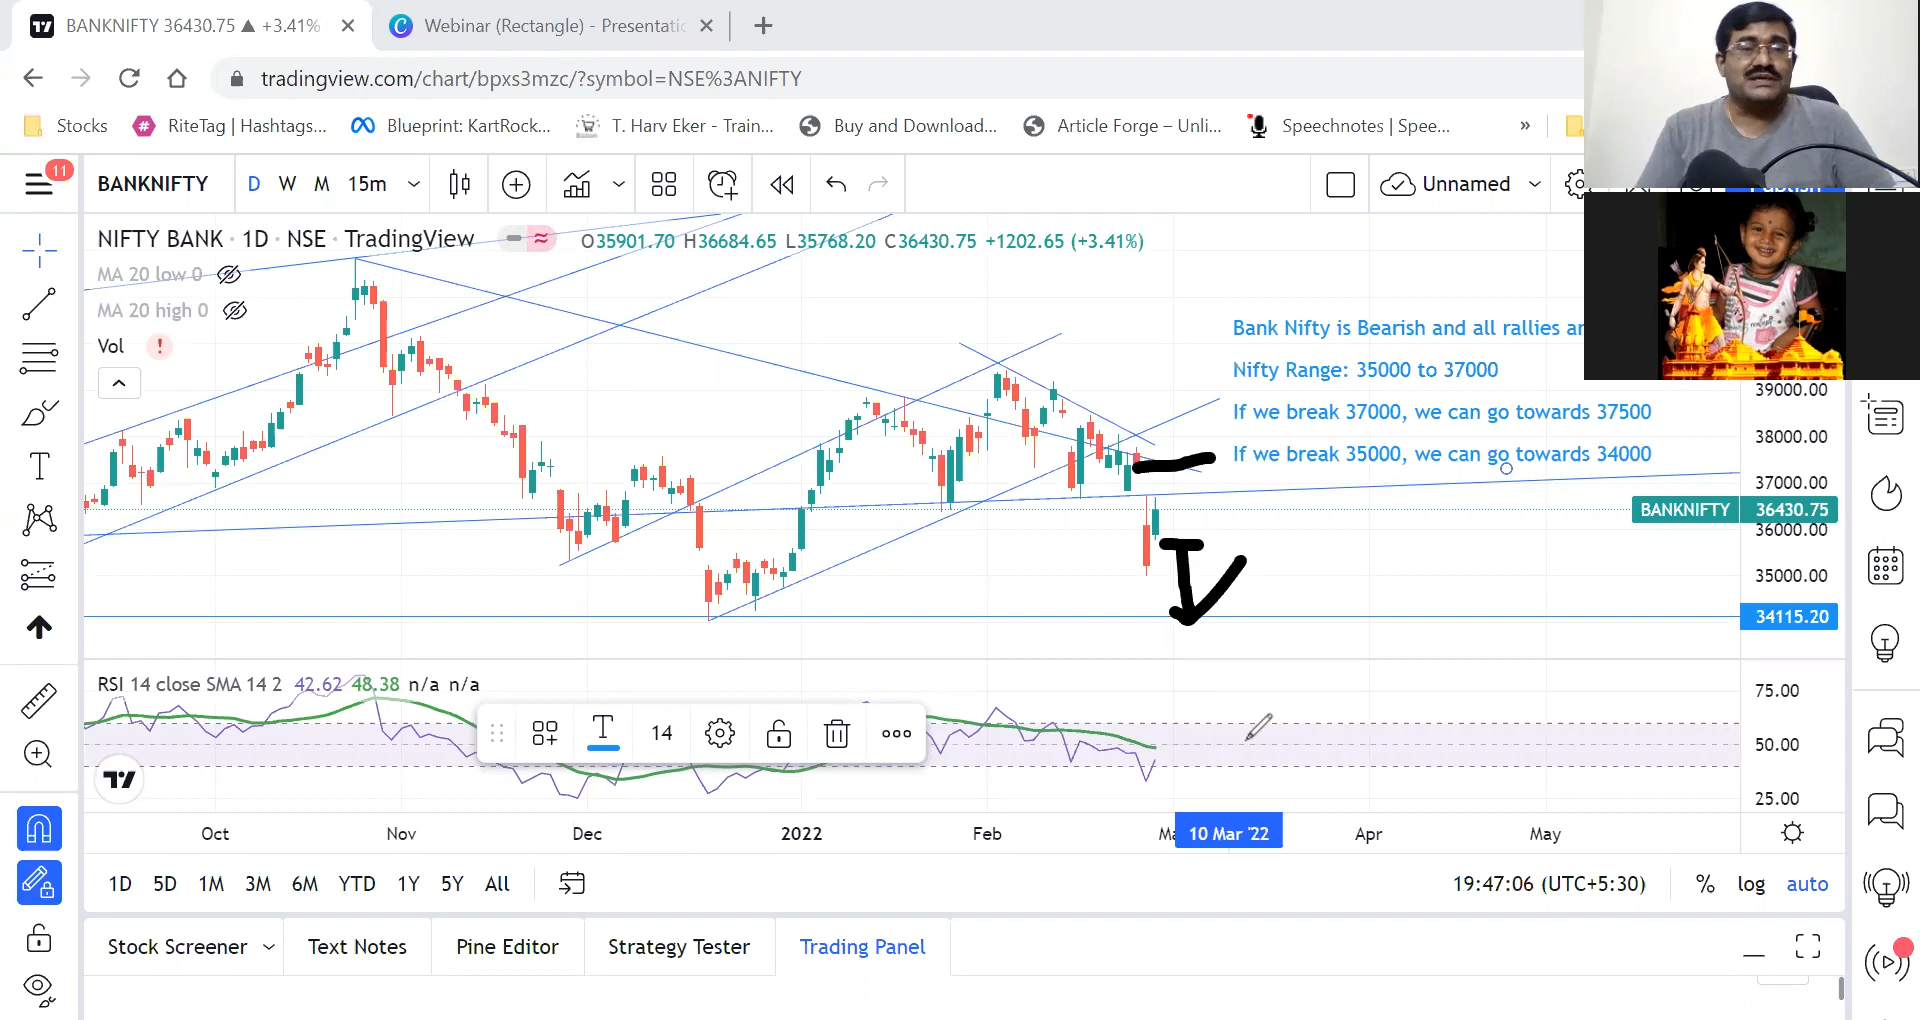 BANKNIFTY 36430.75 ▲ +3.41%
Webinar (Rectangle) - Presentatio
tradingview.com/chart/bpxs3mzc/?symbol=NSE%3ANIFTY
Stocks
RiteTag | Hashtags...
Blueprint: KartRock...
T. Harv Eker - Train...
Buy and Download...
Article Forge – Unli...
Speechnotes | Spee...
»
11
BANKNIFTY
D W M 15m
Unnamed
NIFTY BANK · 1D · NSE · TradingView
O35901.70 H36684.65 L35768.20 C36430.75 +1202.65 (+3.41%)
MA 20 low 0
MA 20 high 0
Vol
Bank Nifty is Bearish and all rallies
Nifty Range: 35000 to 37000
If we break 37000, we can go towards 37500
If we break 35000, we can go towards 34000
39000.00
38000.00
37000.00
BANKNIFTY 36430.75
36000.00
35000.00
34115.20
RSI 14 close SMA 14 2 42.62 48.38 n/a n/a
14
75.00
50.00
25.00
Oct Nov Dec 2022 Feb 10 Mar '22 Apr May
1D 5D 1M 3M 6M YTD 1Y 5Y All
19:47:06 (UTC+5:30) % log auto
Stock Screener Text Notes Pine Editor Strategy Tester Trading Panel